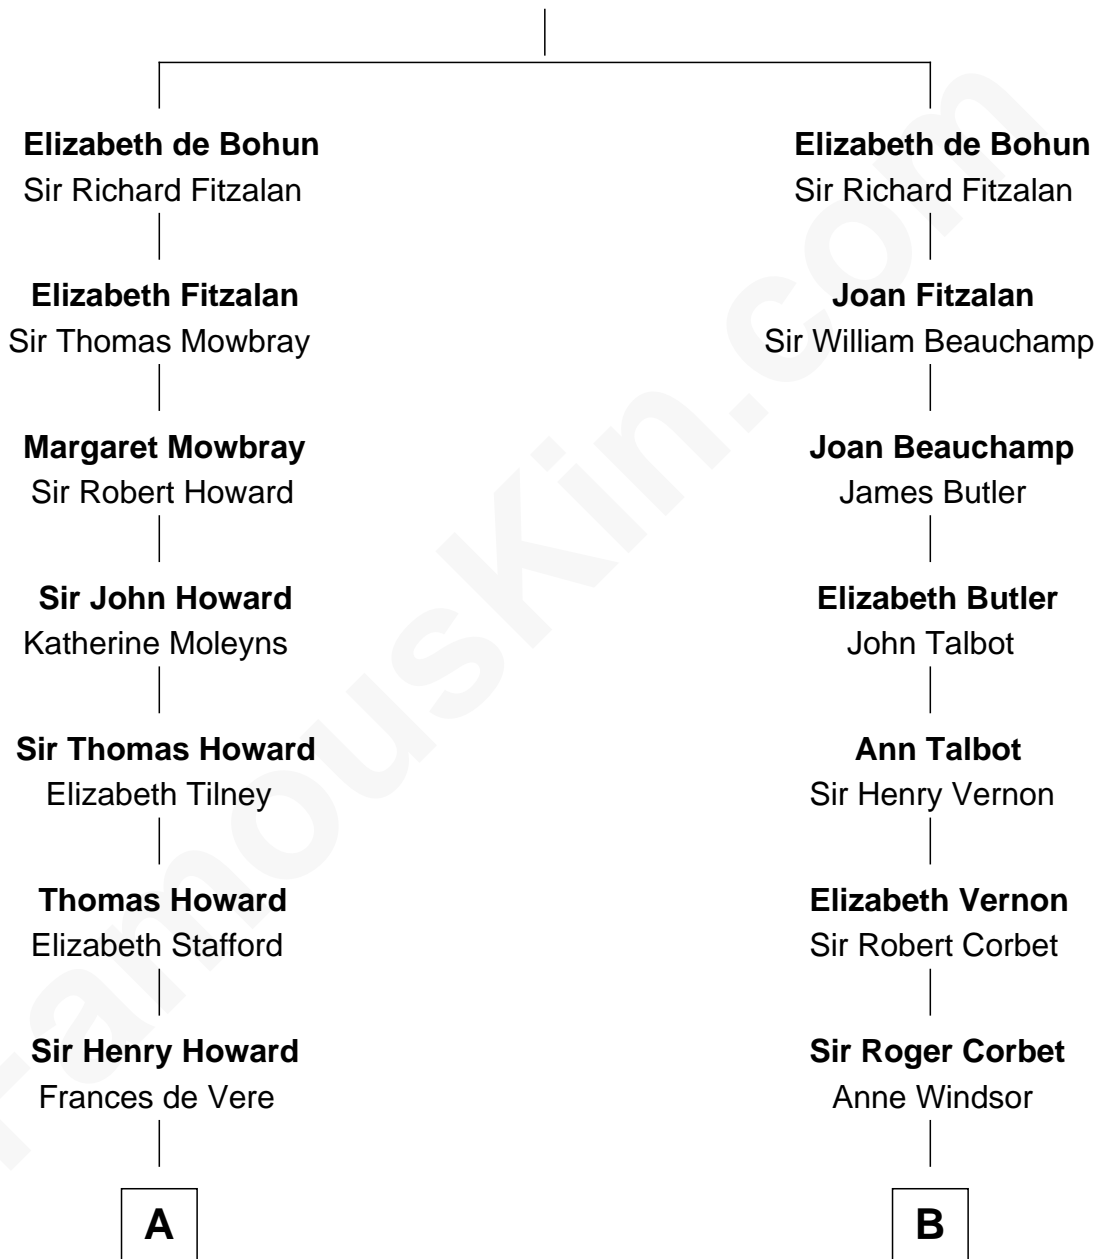 Elizabeth de Bohun
Sir Richard Fitzalan
Elizabeth de Bohun
Sir Richard Fitzalan
Elizabeth Fitzalan
Sir Thomas Mowbray
Joan Fitzalan
Sir William Beauchamp
Margaret Mowbray
Sir Robert Howard
Joan Beauchamp
James Butler
Sir John Howard
Katherine Moleyns
Elizabeth Butler
John Talbot
Sir Thomas Howard
Elizabeth Tilney
Ann Talbot
Sir Henry Vernon
Thomas Howard
Elizabeth Stafford
Elizabeth Vernon
Sir Robert Corbet
Sir Henry Howard
Frances de Vere
Sir Roger Corbet
Anne Windsor
A
B
FamousKin.com